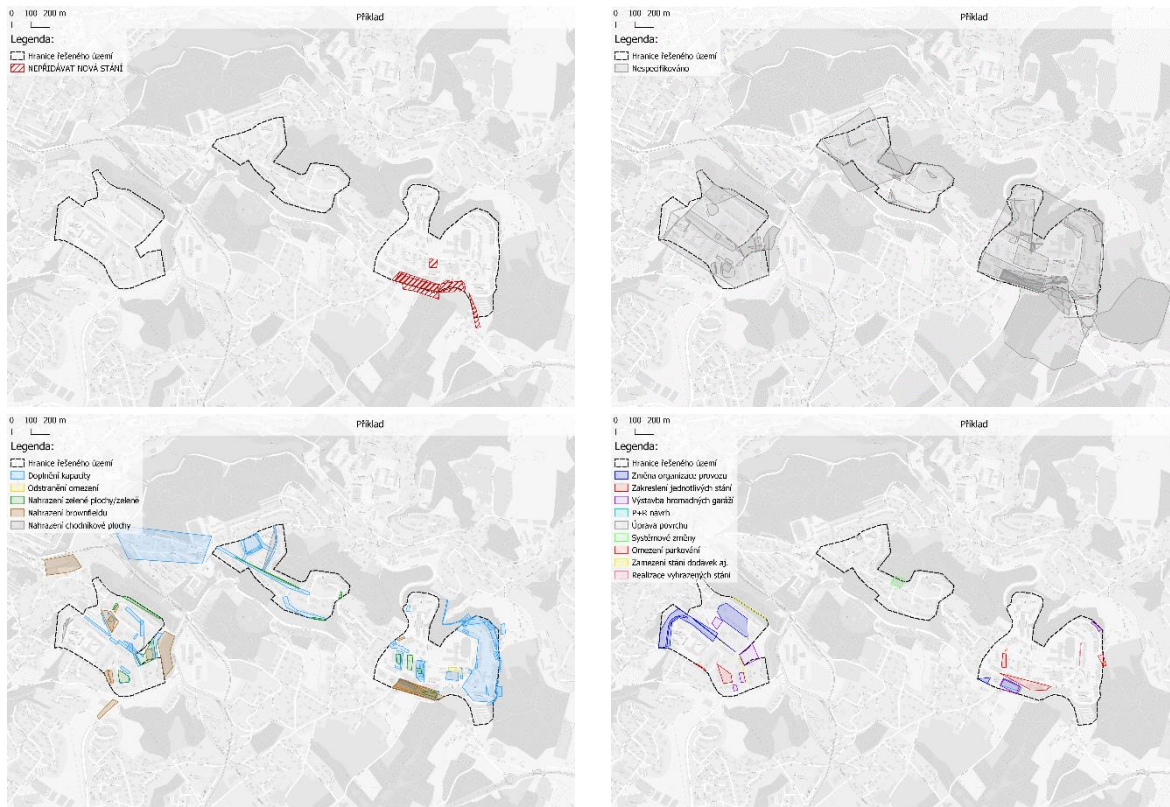 0 100 200 m
Příklad
Legenda:
Hranice řešeného území
NEPŘIDÁVAT NOVÁ STÁNÍ
0 100 200 m
Příklad
Legenda:
Hranice řešeného území
Nespecifikováno
0 100 200 m
Příklad
Legenda:
Hranice řešeného území
Doplnění kapacity
Odstranění omezení
Nahrazení zelené plochy/zeleně
Nahrazení brownfieldu
Nahrazení chodníkové plochy
0 100 200 m
Příklad
Legenda:
Hranice řešeného území
Změna organizace provozu
Zakreslení jednotlivých stání
Výstavba hromadných garáží
P+R návrh
Úprava povrchu
Systémové změny
Omezení parkování
Zamezení stání dodávek aj.
Realizace vyhrazených stání